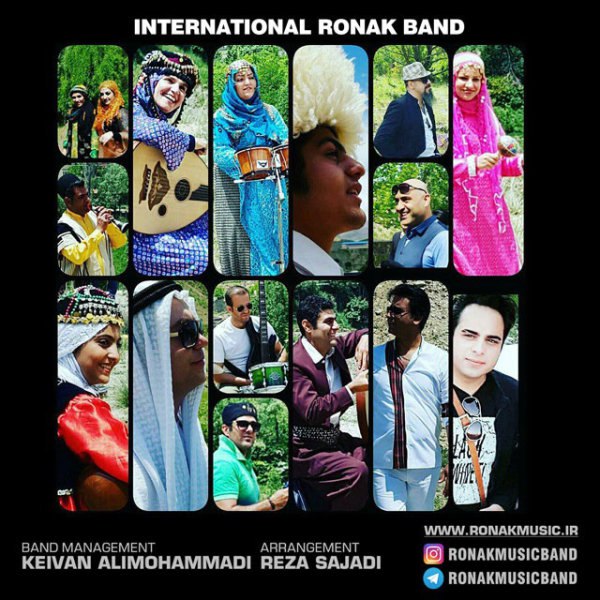 INTERNATIONAL RONAK BAND
WWW.RONAKMUSIC.IR
BAND MANAGEMENT ARRANGEMENT
KEIVAN ALIMOHAMMADI REZA SAJADI
RONAKMUSICBAND
RONAKMUSICBAND